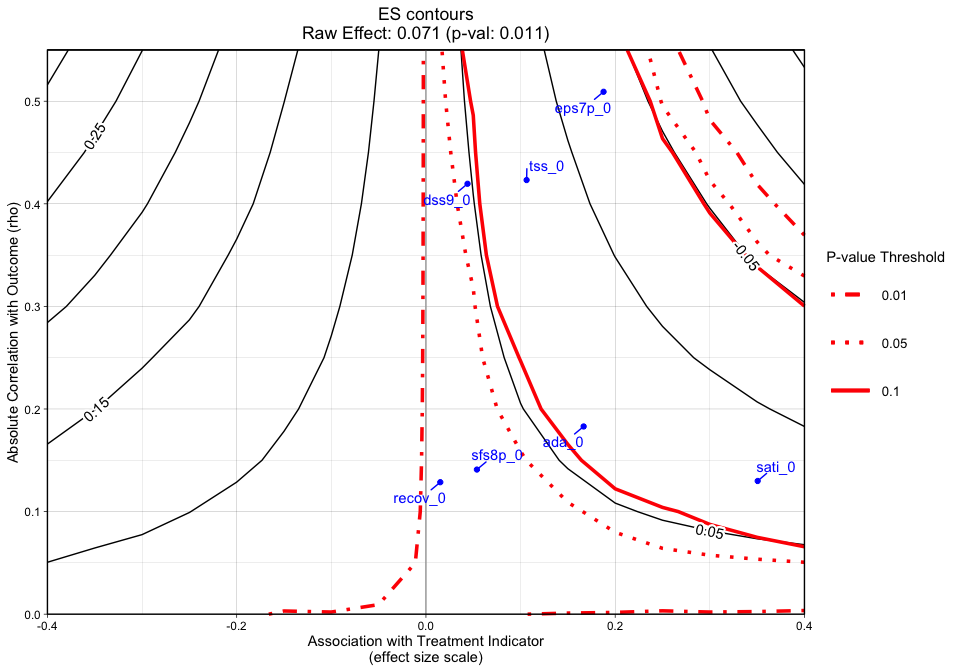 ES contours
Raw Effect: 0.071 (p-val: 0.011)
Absolute Correlation with Outcome (rho)
0.5
0.4
0.3
0.2
0.1
0.0
0.25
0.15
eps7p_0
tss_0
dss9_0
-0.05
ada_0
sfs8p_0
sati_0
recov_0
0.05
-0.4
-0.2
0.0
0.2
0.4
Association with Treatment Indicator
(effect size scale)
P-value Threshold
0.01
0.05
0.1